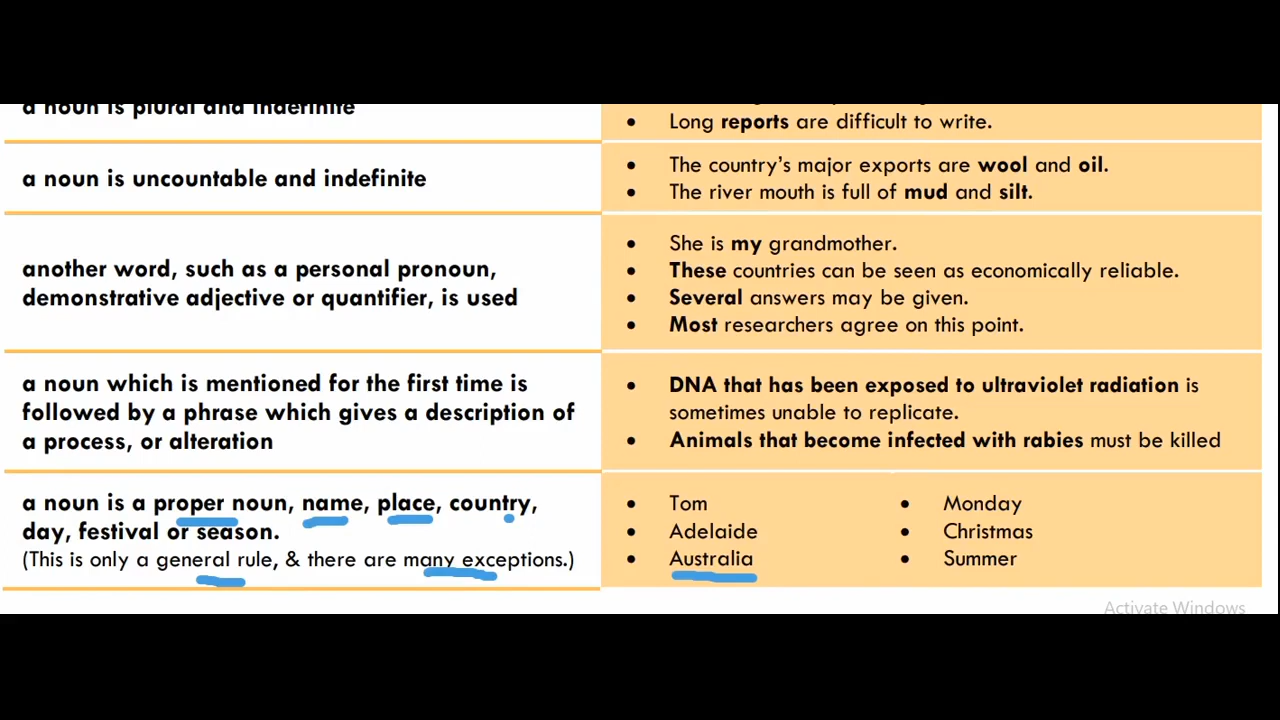 a noun is plural and indefinite
• Long reports are difficult to write.
a noun is uncountable and indefinite
• The country's major exports are wool and oil.
• The river mouth is full of mud and silt.
another word, such as a personal pronoun,
demonstrative adjective or quantifier, is used
• She is my grandmother.
• These countries can be seen as economically reliable.
• Several answers may be given.
• Most researchers agree on this point.
a noun which is mentioned for the first time is
followed by a phrase which gives a description of
a process, or alteration
• DNA that has been exposed to ultraviolet radiation is
sometimes unable to replicate.
• Animals that become infected with rabies must be killed
a noun is a proper noun, name, place, country,
day, festival or season.
(This is only a general rule, & there are many exceptions.)
• Tom
• Adelaide
• Australia
• Monday
• Christmas
• Summer
Activate Windows